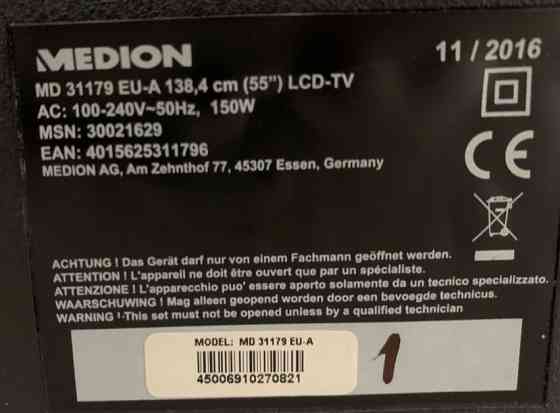 MEDION
11 / 2016
MD 31179 EU-A 138,4 cm (55") LCD-TV
AC: 100-240V~50Hz, 150W
MSN: 30021629
EAN: 4015625311796
MEDION AG, Am Zehnthof 77, 45307 Essen, Germany
CE
ACHTUNG ! Das Gerät darf nur von einem Fachmann geöffnet werden.
ATTENTION ! L'appareil ne doit être ouvert que par un spécialiste.
ATTENZIONE ! L'apparecchio puo' essere aperto solamente da un tecnico specializzato.
WAARSCHUWING ! Mag alleen geopend worden door een bevoegde technicus.
WARNING !-This set must not be opened unless by a qualified technician
MODEL: MD 31179 EU-A
45006910270821
1